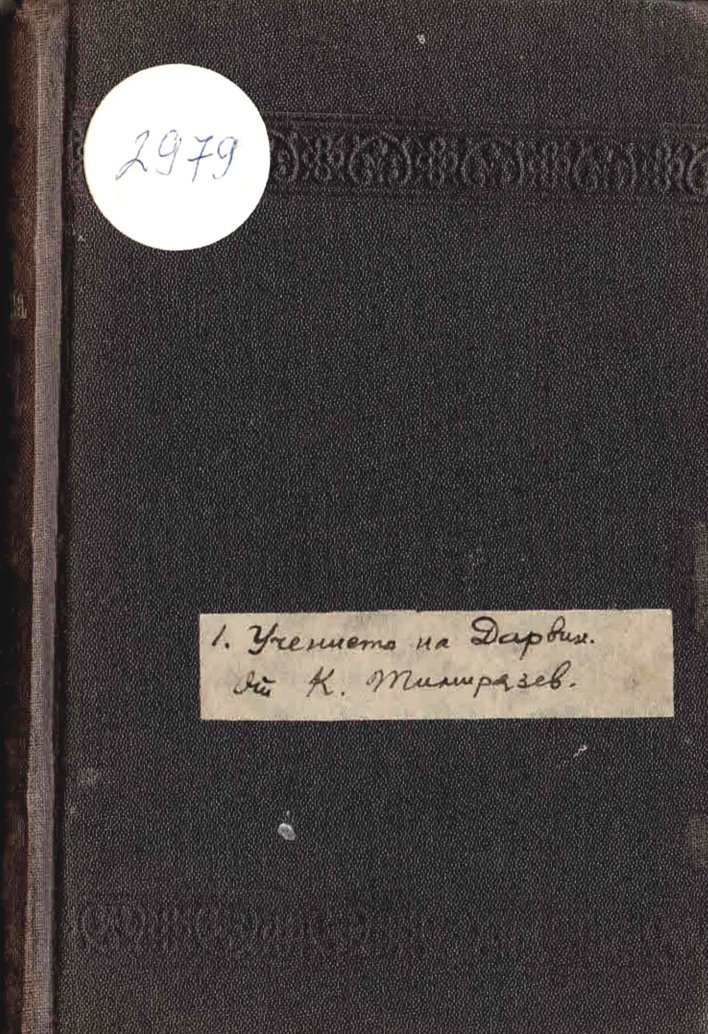 2979
1. Учението на Дарвин.
от К. Тимирязев.